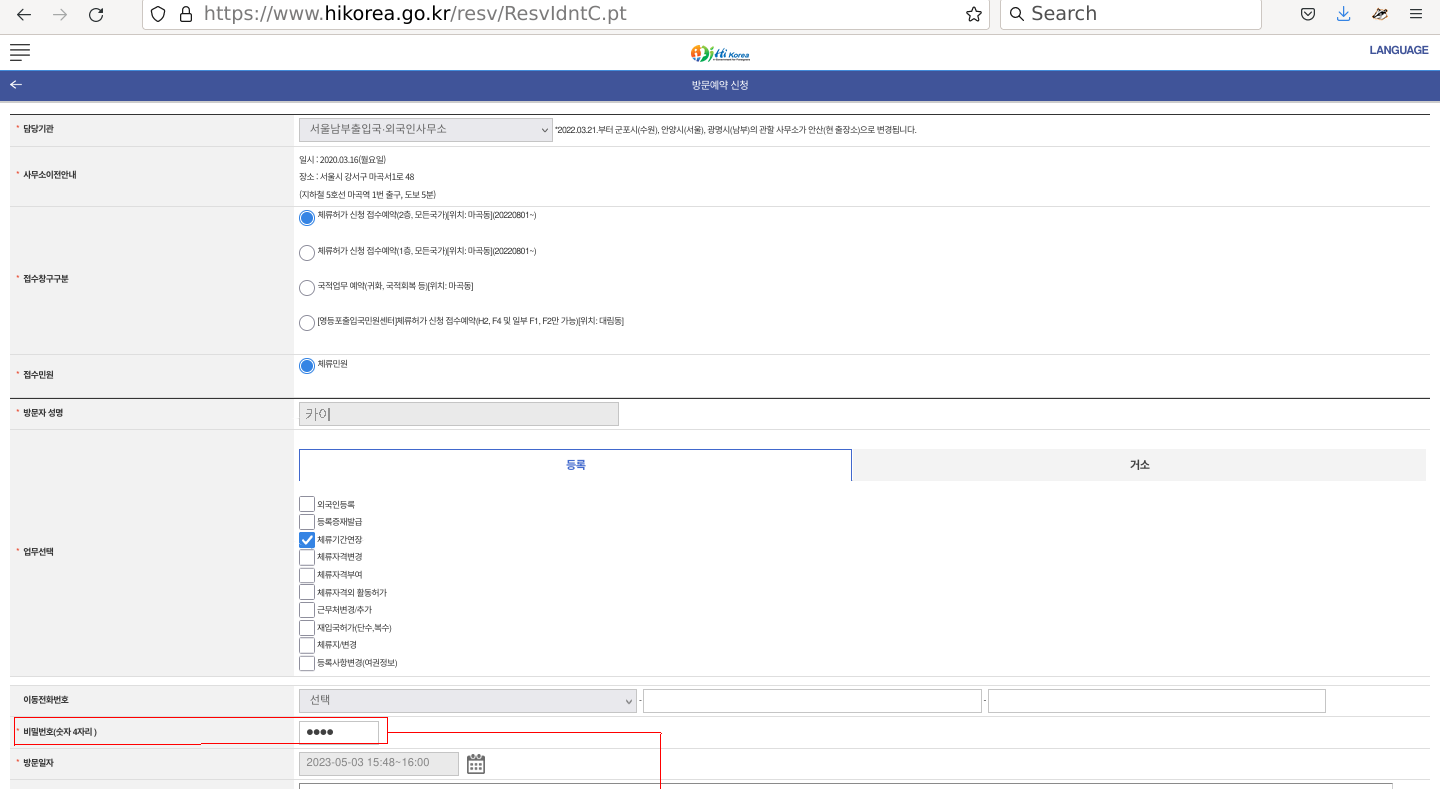 https://www.hikorea.go.kr/resv/ResvIdntC.pt
Search
Hi Korea
LANGUAGE
방문예약 신청
* 담당기관
서울남부출입국·외국인사무소
*2022.03.21.부터 군포시(수원), 안양시(서울), 광명시(남부)의 관할 사무소가 안산(현 출장소)으로 변경됩니다.
* 사무소이전안내
일시 : 2020.03.16(월요일)
장소 : 서울시 강서구 마곡서1로 48
(지하철 5호선 마곡역 1번 출구, 도보 5분)
* 접수창구구분
체류허가 신청 접수예약(2층, 모든국가)[위치: 마곡동](20220801~)
체류허가 신청 접수예약(1층, 모든국가)[위치: 마곡동](20220801~)
국적업무 예약(귀화, 국적회복 등)[위치: 마곡동]
[영등포출입국민원센터]체류허가 신청 접수예약(H2, F4 및 일부 F1, F2만 가능)[위치: 대림동]
* 접수민원
체류민원
* 방문자 성명
카이
* 업무선택
등록
거소
외국인등록
등록증재발급
체류기간연장
체류자격변경
체류자격부여
체류자격외 활동허가
근무처변경/추가
재입국허가(단수,복수)
체류지/변경
등록사항변경(여권정보)
이동전화번호
선택
-
-
* 비밀번호(숫자 4자리 )
●●●●
* 방문일자
2023-05-03 15:48~16:00